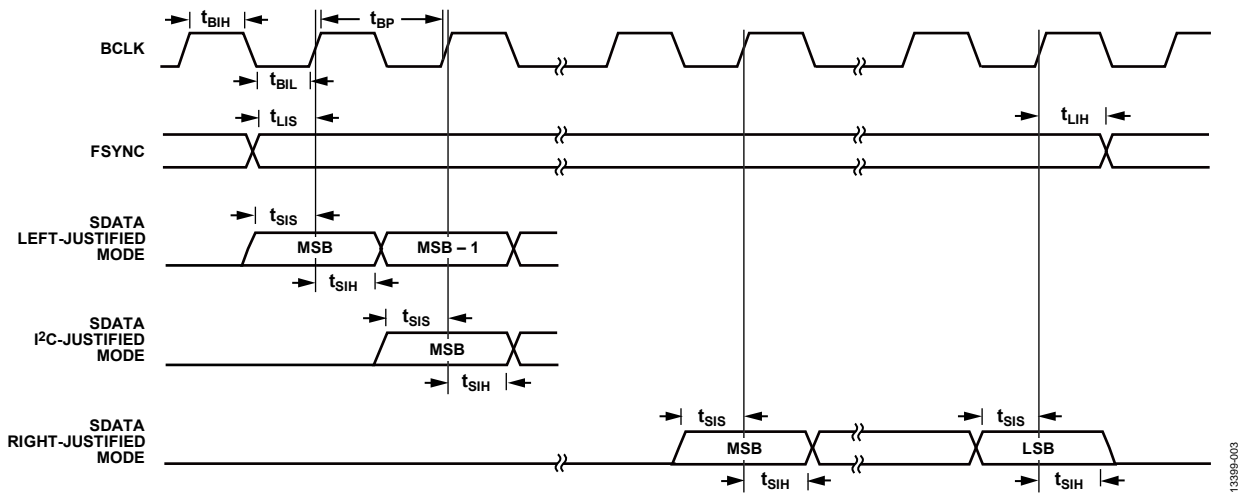 tBIH
tBP
BCLK
tBIL
tLIS
tLIH
FSYNC
SDATA
LEFT-JUSTIFIED
MODE
tSIS
MSB
MSB – 1
tSIH
SDATA
I²C-JUSTIFIED
MODE
tSIS
MSB
tSIH
SDATA
RIGHT-JUSTIFIED
MODE
tSIS
tSIS
MSB
LSB
tSIH
tSIH
13399-003